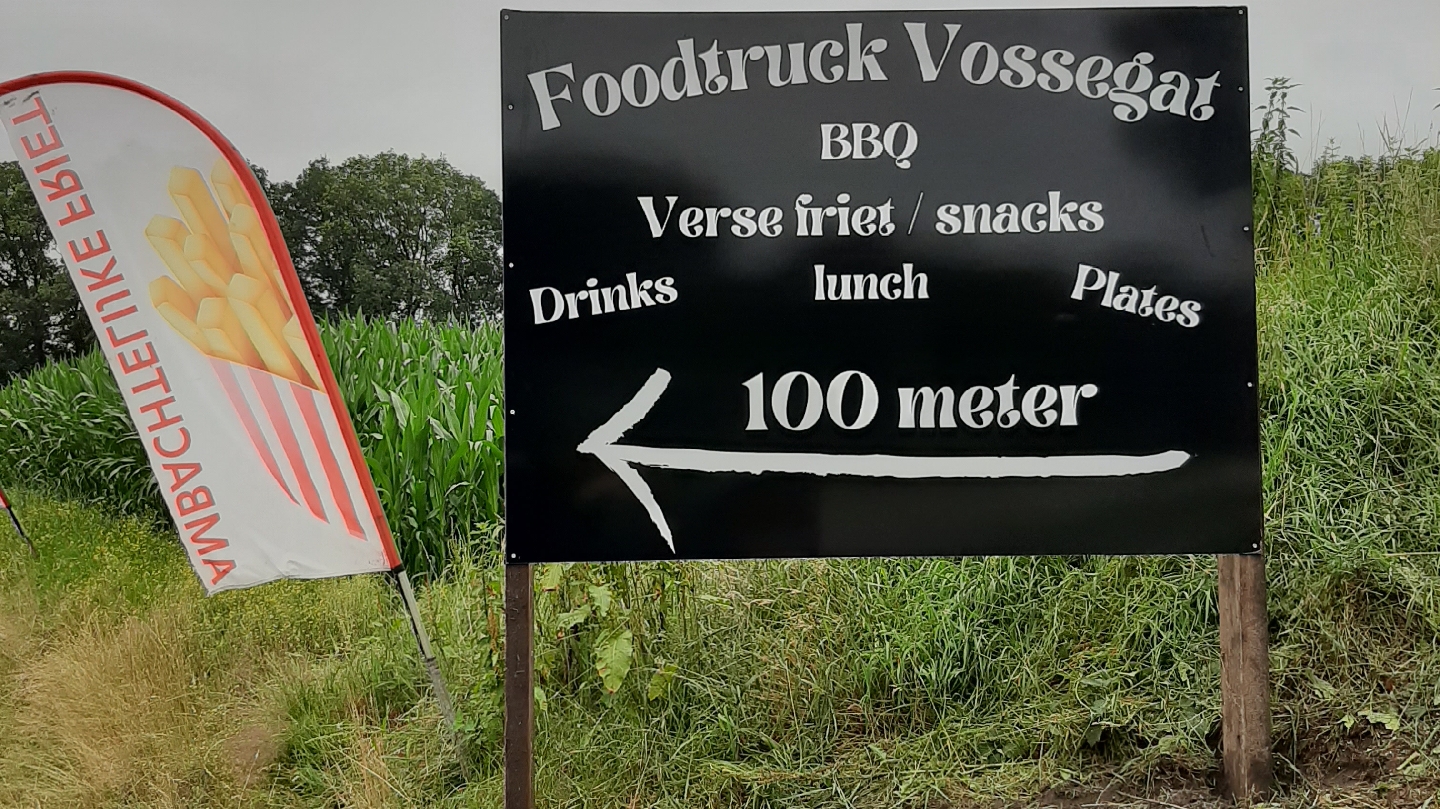 Foodtruck Vossegat
BBQ
Verse friet / snacks
Drinks lunch Plates
100 meter
AMBACHTELIJKE FRIET